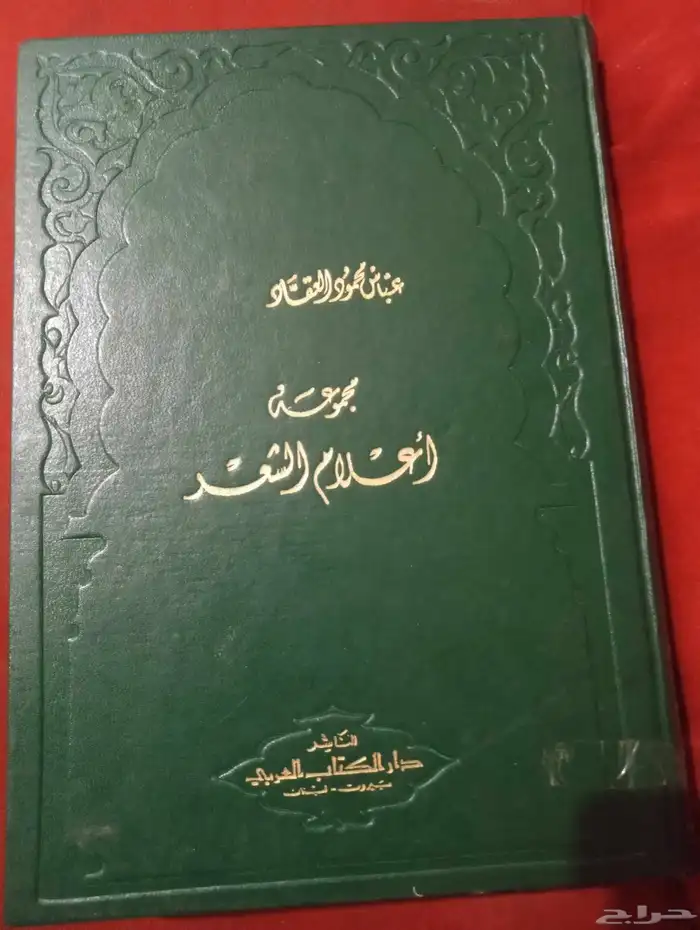 عباس محمود العقاد
مجموعة
أعلام الشعر
الناشر
دار الكتاب العربي
بيروت - لبنان
حراج